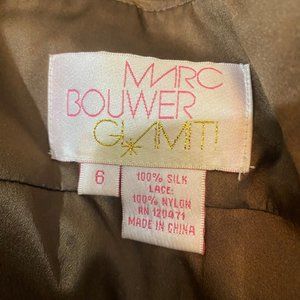 MARC
BOUWER
GLAMIT!
6
100% SILK
LACE:
100% NYLON
RN 120471
MADE IN CHINA